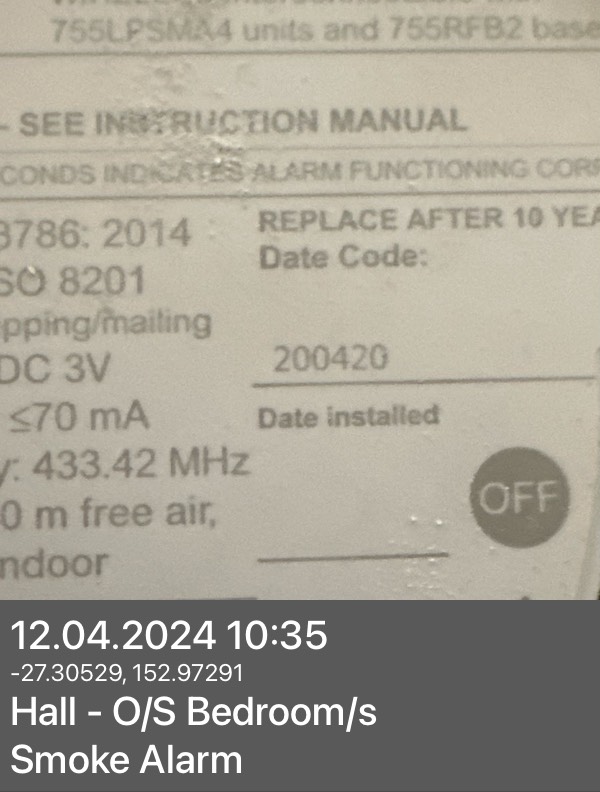 755LPSMA4 units and 755RFB2 base
- SEE INSTRUCTION MANUAL
CONDS INDICATES ALARM FUNCTIONING CORR
3786: 2014
SO 8201
pping/mailing
DC 3V
≤70 mA
y: 433.42 MHz
0 m free air,
ndoor
REPLACE AFTER 10 YEA
Date Code:
200420
Date installed
OFF
12.04.2024 10:35
-27.30529, 152.97291
Hall - O/S Bedroom/s
Smoke Alarm